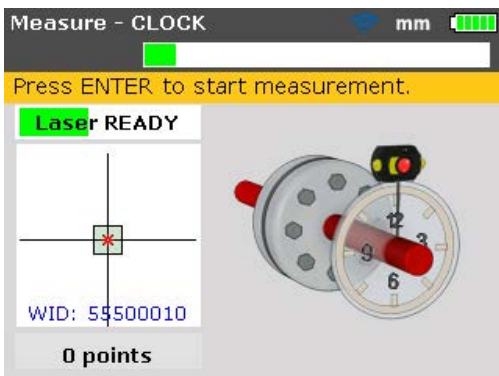 Measure - CLOCK mm
Press ENTER to start measurement.
Laser READY
WID: 55500010
0 points
12
3
9
6